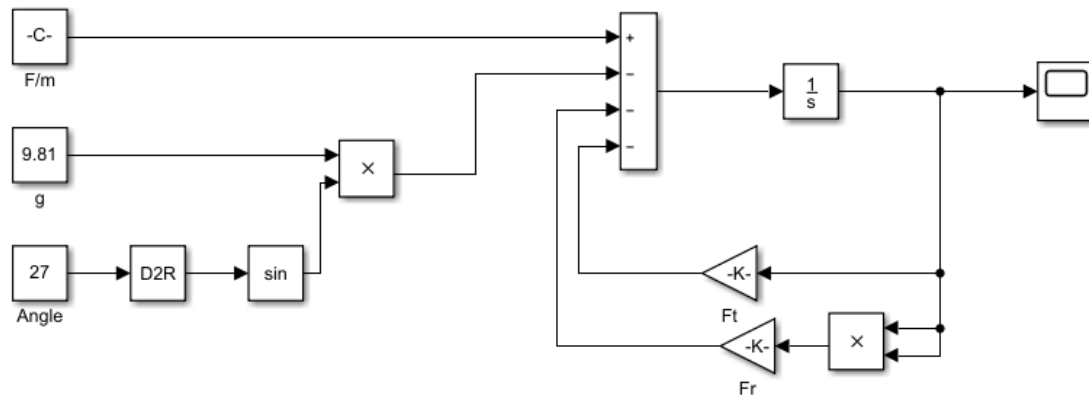 -C-
F/m
+
−
−
−
1
s
9.81
g
×
27
Angle
D2R
sin
-K-
Ft
-K-
Fr
×